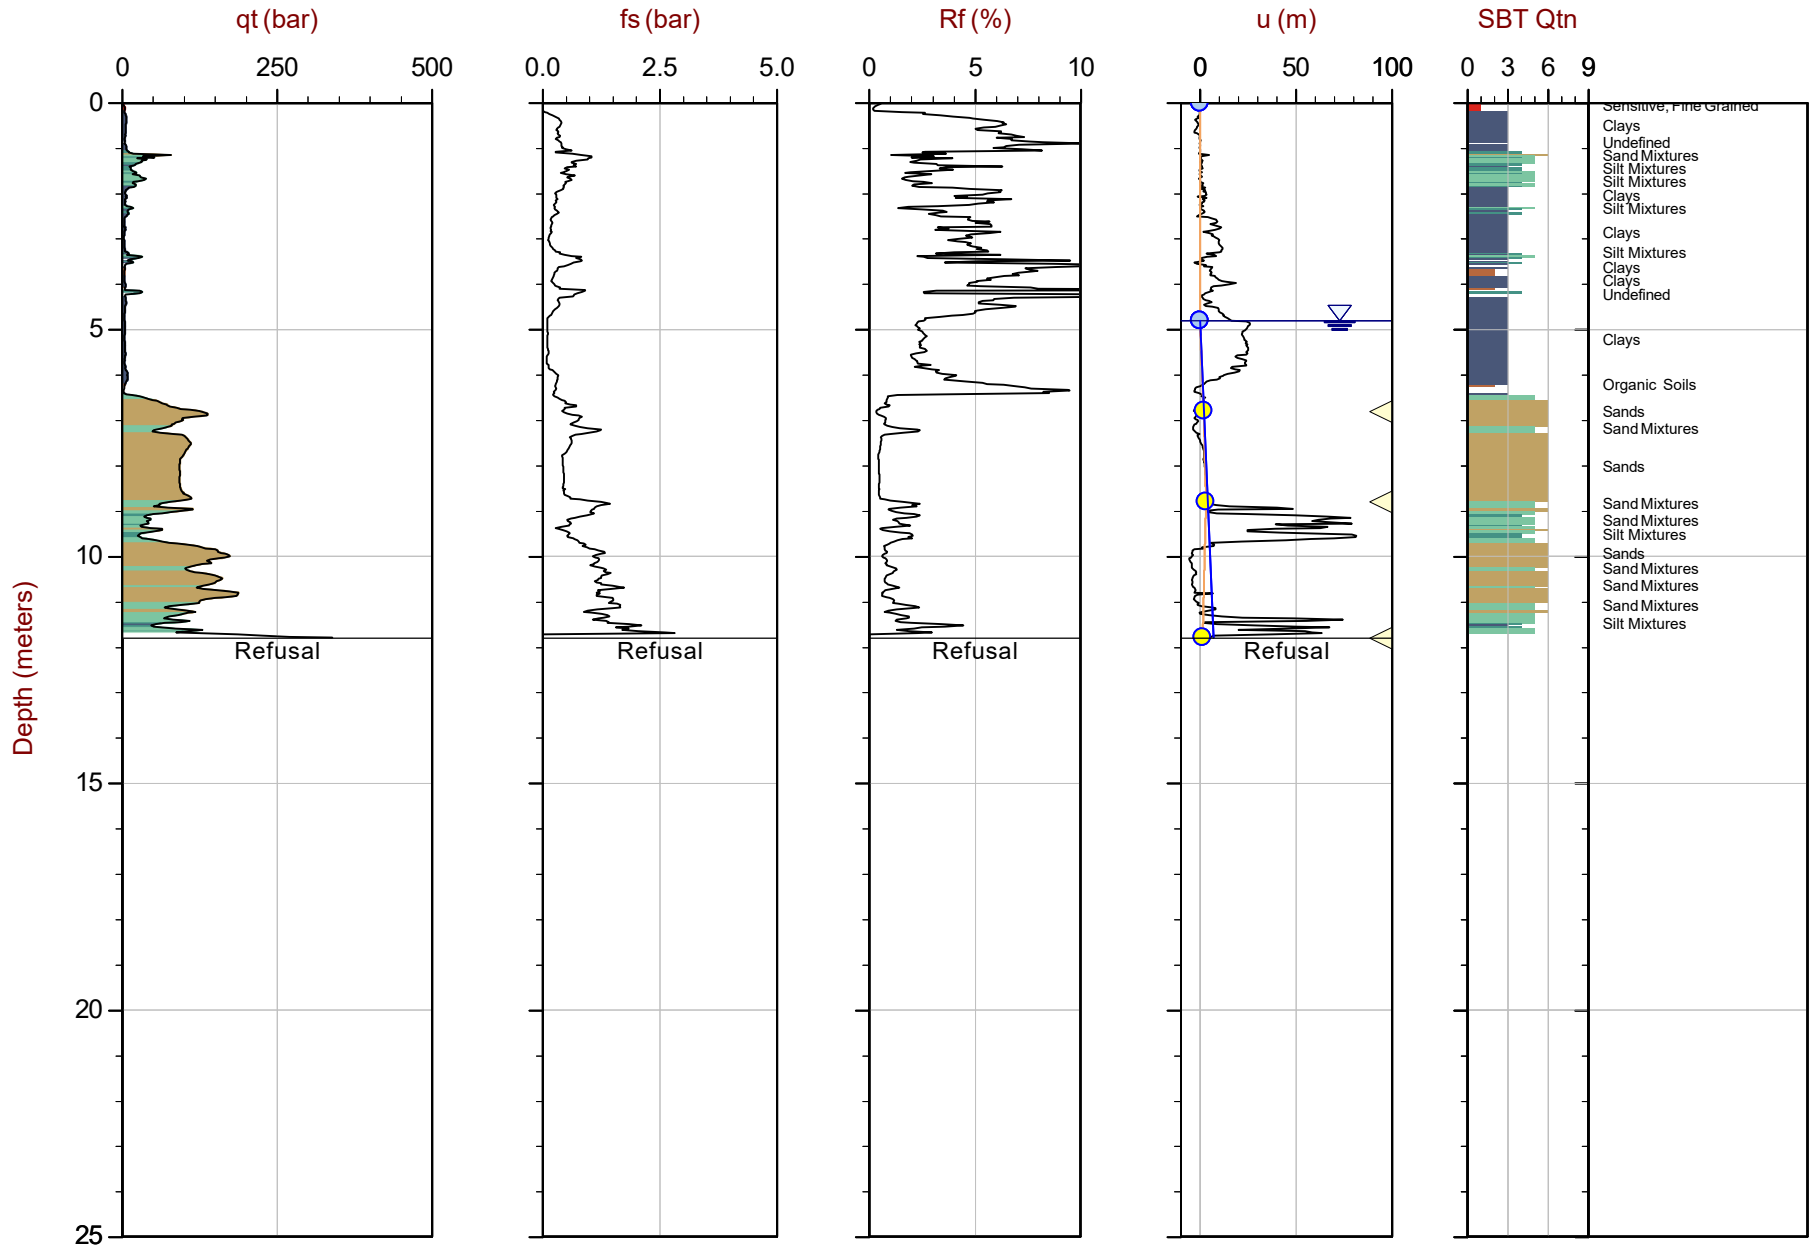 qt (bar) fs (bar) Rf (%) u (m) SBT Qtn
0 250 500 0.0 2.5 5.0 0 5 10 0 50 100 0 3 6 9
0
Sensitive, Fine Grained
Clays
Undefined
Sand Mixtures
Silt Mixtures
Silt Mixtures
Clays
Silt Mixtures
Clays
Silt Mixtures
Clays
Clays
Undefined
5
Clays
Organic Soils
Sands
Sand Mixtures
Sands
Sand Mixtures
Sand Mixtures
Silt Mixtures
10
Sands
Sand Mixtures
Sand Mixtures
Sand Mixtures
Silt Mixtures
Refusal Refusal Refusal Refusal
Depth (meters)
15
20
25